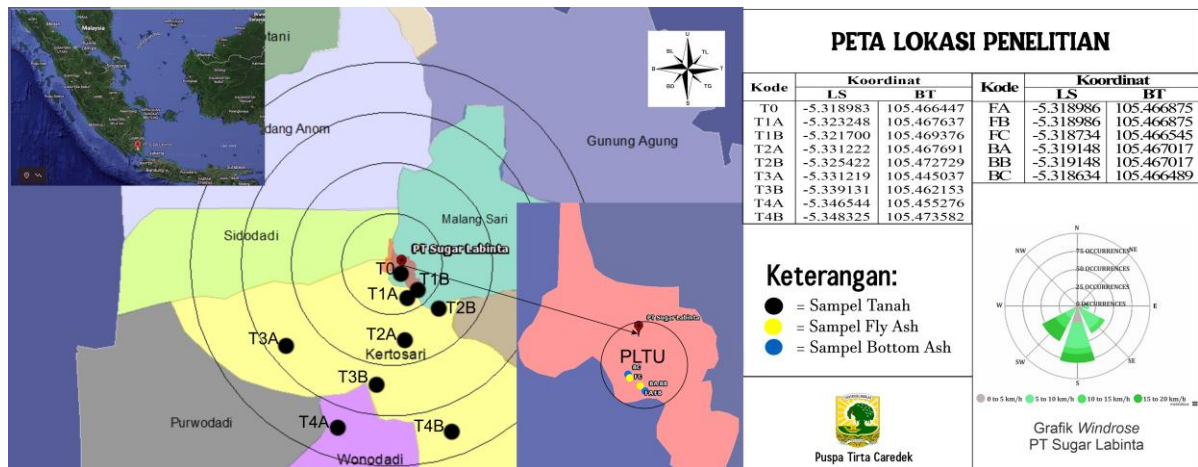 Malaysia
otani
dang Anom
Gunung Agung
Malang Sari
Sidodadi
PT Sugar Labinta
T0
T1B
T1A
T2B
T2A
Kertosari
T3A
T3B
Purwodadi
T4A
T4B
Wonodadi
U
BL
TL
B
T
BD
TG
S
PT Sugar Labinta
PLTU
BC
FC
BA BB
PETA LOKASI PENELITIAN
Kode Koordinat
LS BT
T0 -5.318983 105.466447
T1A -5.323248 105.467637
T1B -5.321700 105.469376
T2A -5.331222 105.467691
T2B -5.325422 105.472729
T3A -5.331219 105.445037
T3B -5.339131 105.462153
T4A -5.346544 105.455276
T4B -5.348325 105.473582
Kode Koordinat
LS BT
FA -5.318986 105.466875
FB -5.318986 105.466875
FC -5.318734 105.466545
BA -5.319148 105.467017
BB -5.319148 105.467017
BC -5.318634 105.466489
Keterangan:
= Sampel Tanah
= Sampel Fly Ash
= Sampel Bottom Ash
Puspa Tirta Caredek
N
NW
NE
75 OCCURRENCES
50 OCCURRENCES
25 OCCURRENCES
0 OCCURRENCES
W
E
SW
SE
S
0 to 5 km/h
5 to 10 km/h
10 to 15 km/h
15 to 20 km/h
Grafik Windrose
PT Sugar Labinta